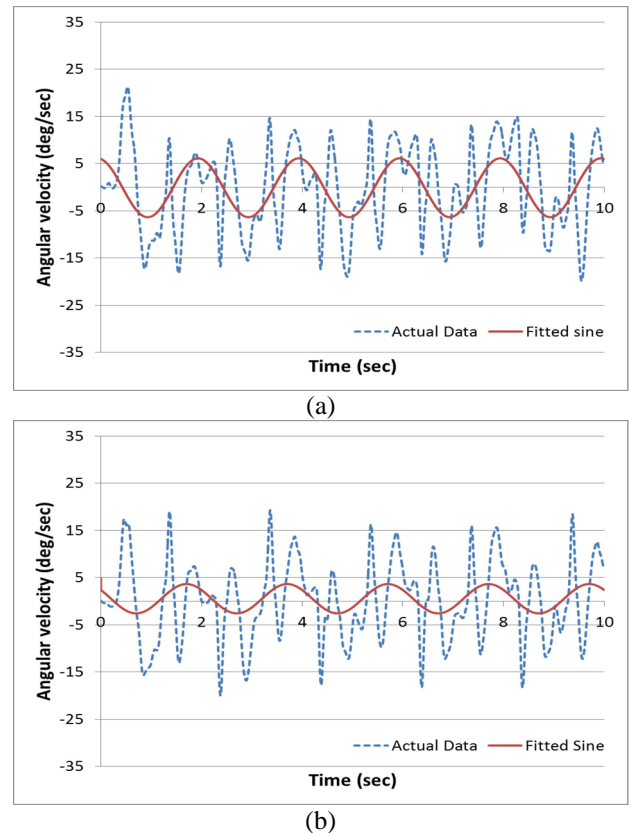 35
25
15
5
-5
-15
-25
-35
0 2 4 6 8 10
Angular velocity (deg/sec)
Actual Data Fitted sine
Time (sec)
(a)
35
25
15
5
-5
-15
-25
-35
0 2 4 6 8 10
Angular velocity (deg/sec)
Actual Data Fitted Sine
Time (sec)
(b)